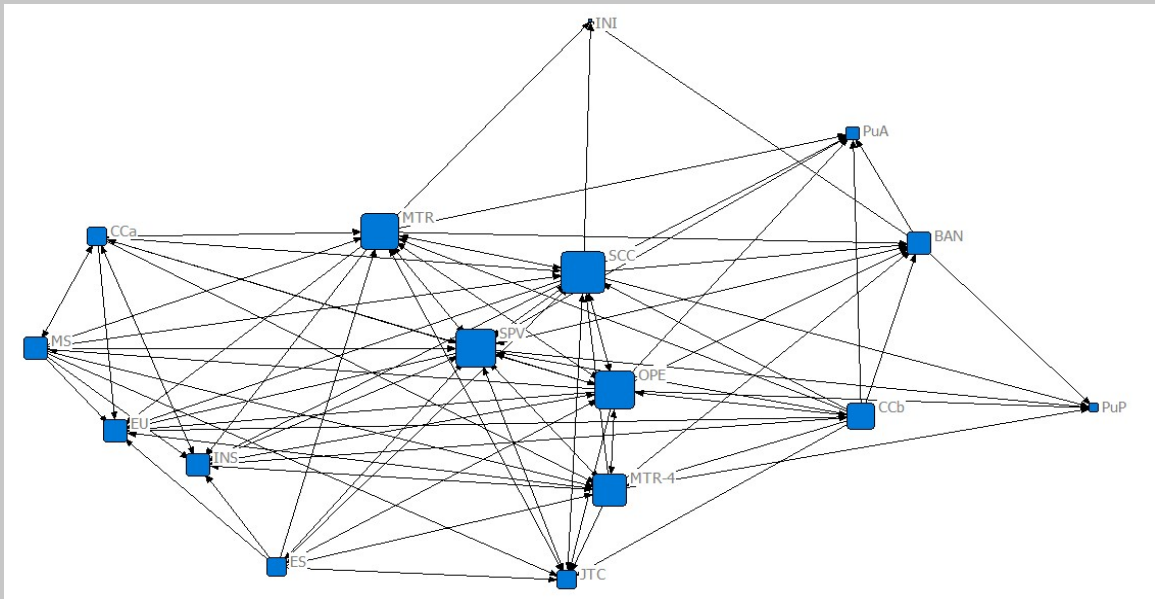 INI
PuA
MTR
CCa
BAN
SCC
SPV
MS
OPE
PuP
CCb
EU
INS
MTR-4
ES
JTC